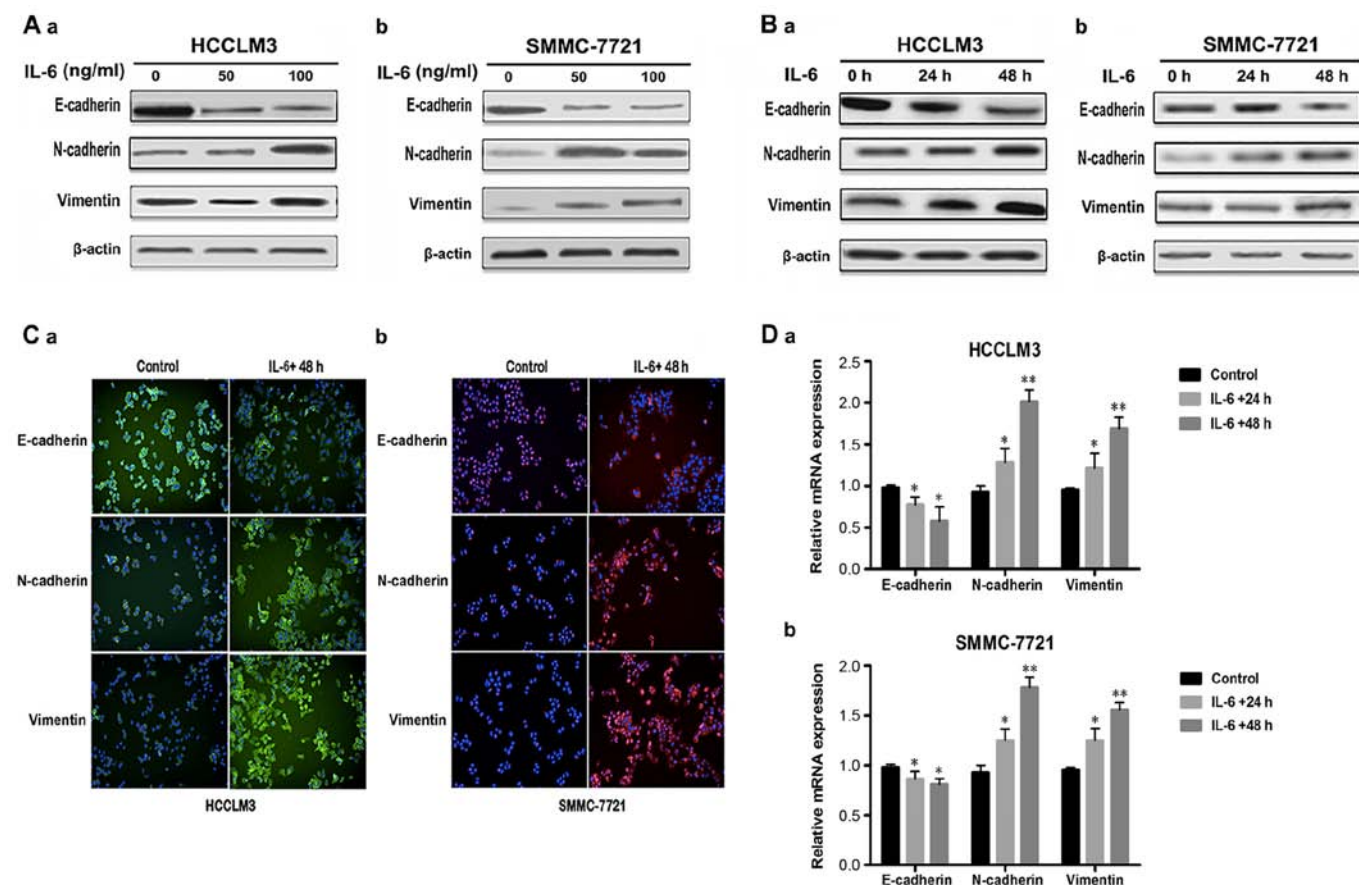 A a
HCCLM3
IL-6 (ng/ml) 0 50 100
E-cadherin
N-cadherin
Vimentin
β-actin
b
SMMC-7721
IL-6 (ng/ml) 0 50 100
E-cadherin
N-cadherin
Vimentin
β-actin
B a
HCCLM3
IL-6 0 h 24 h 48 h
E-cadherin
N-cadherin
Vimentin
β-actin
b
SMMC-7721
IL-6 0 h 24 h 48 h
E-cadherin
N-cadherin
Vimentin
β-actin
C a
Control IL-6+ 48 h
E-cadherin
N-cadherin
Vimentin
HCCLM3
b
Control IL-6+ 48 h
E-cadherin
N-cadherin
Vimentin
SMMC-7721
D a
HCCLM3
Relative mRNA expression
2.5
2.0
1.5
1.0
0.5
0.0
* *
* **
* **
E-cadherin N-cadherin Vimentin
Control
IL-6 +24 h
IL-6 +48 h
b
SMMC-7721
Relative mRNA expression
2.0
1.5
1.0
0.5
0.0
* *
* **
* **
E-cadherin N-cadherin Vimentin
Control
IL-6 +24 h
IL-6 +48 h